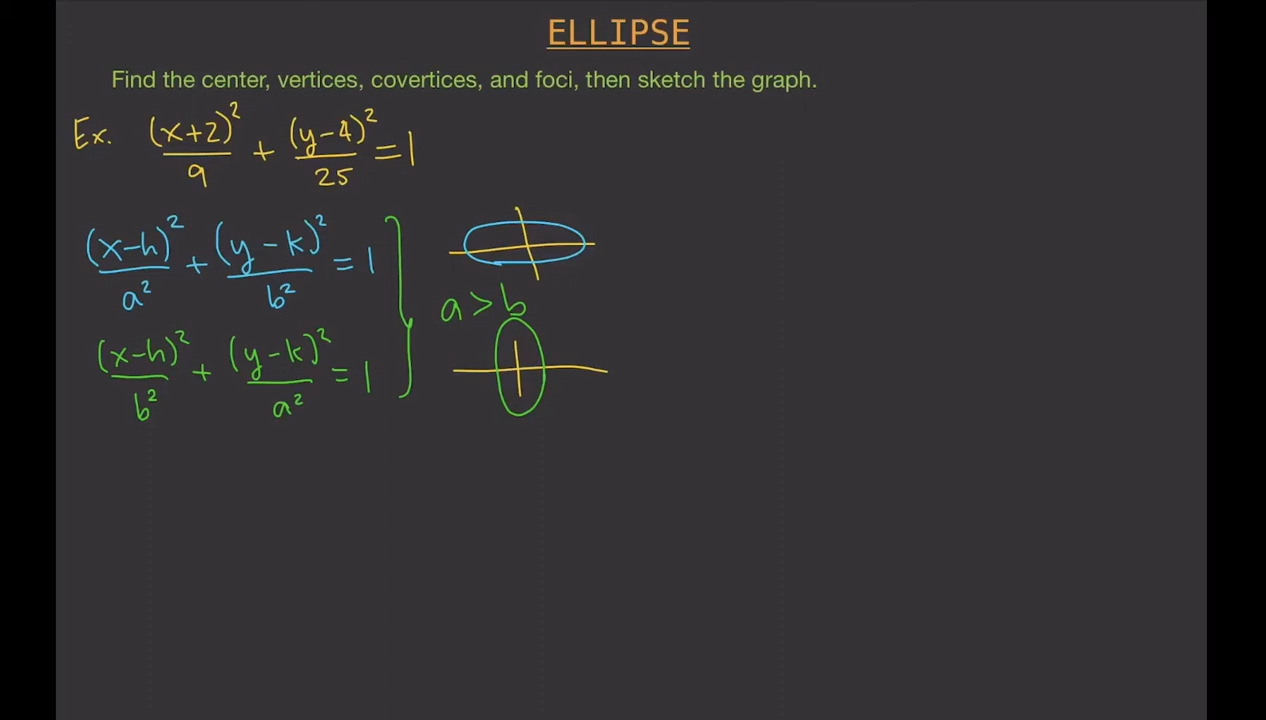 ELLIPSE
Find the center, vertices, covertices, and foci, then sketch the graph.
Ex. (x+2)²/9 + (y-4)²/25 = 1
(x-h)²/a² + (y-k)²/b² = 1
a > b
(x-h)²/b² + (y-k)²/a² = 1